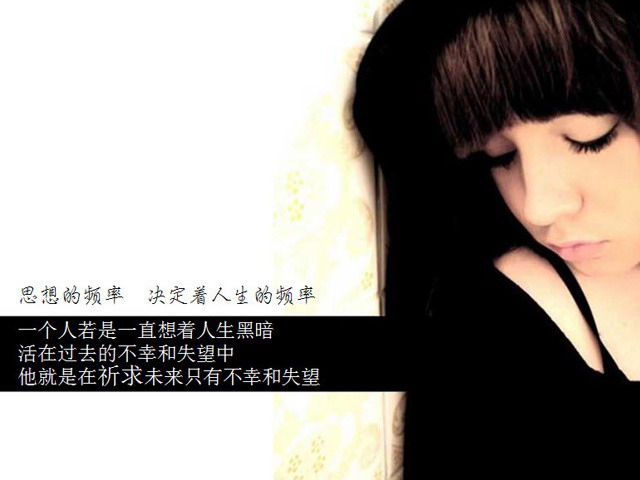 思想的频率　决定着人生的频率
一个人若是一直想着人生黑暗
活在过去的不幸和失望中
他就是在祈求未来只有不幸和失望